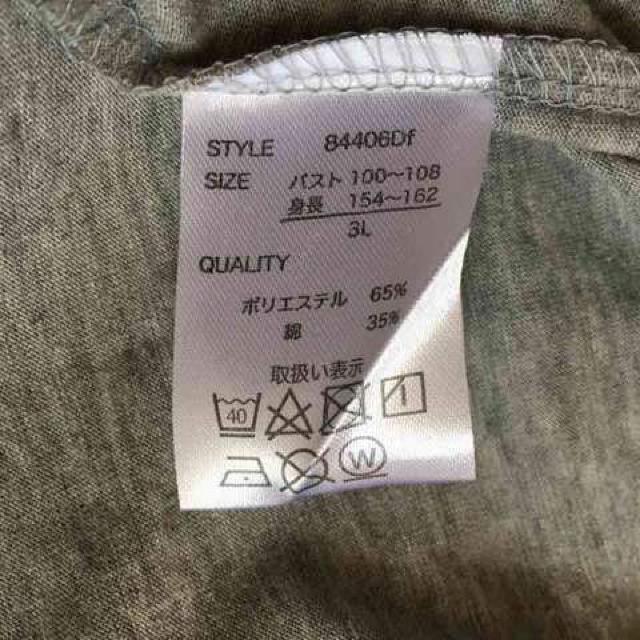 STYLE 84406Df
SIZE バスト 100〜108
身長 154〜162
3L
QUALITY
ポリエステル 65%
綿 35%
取扱い表示
40
W